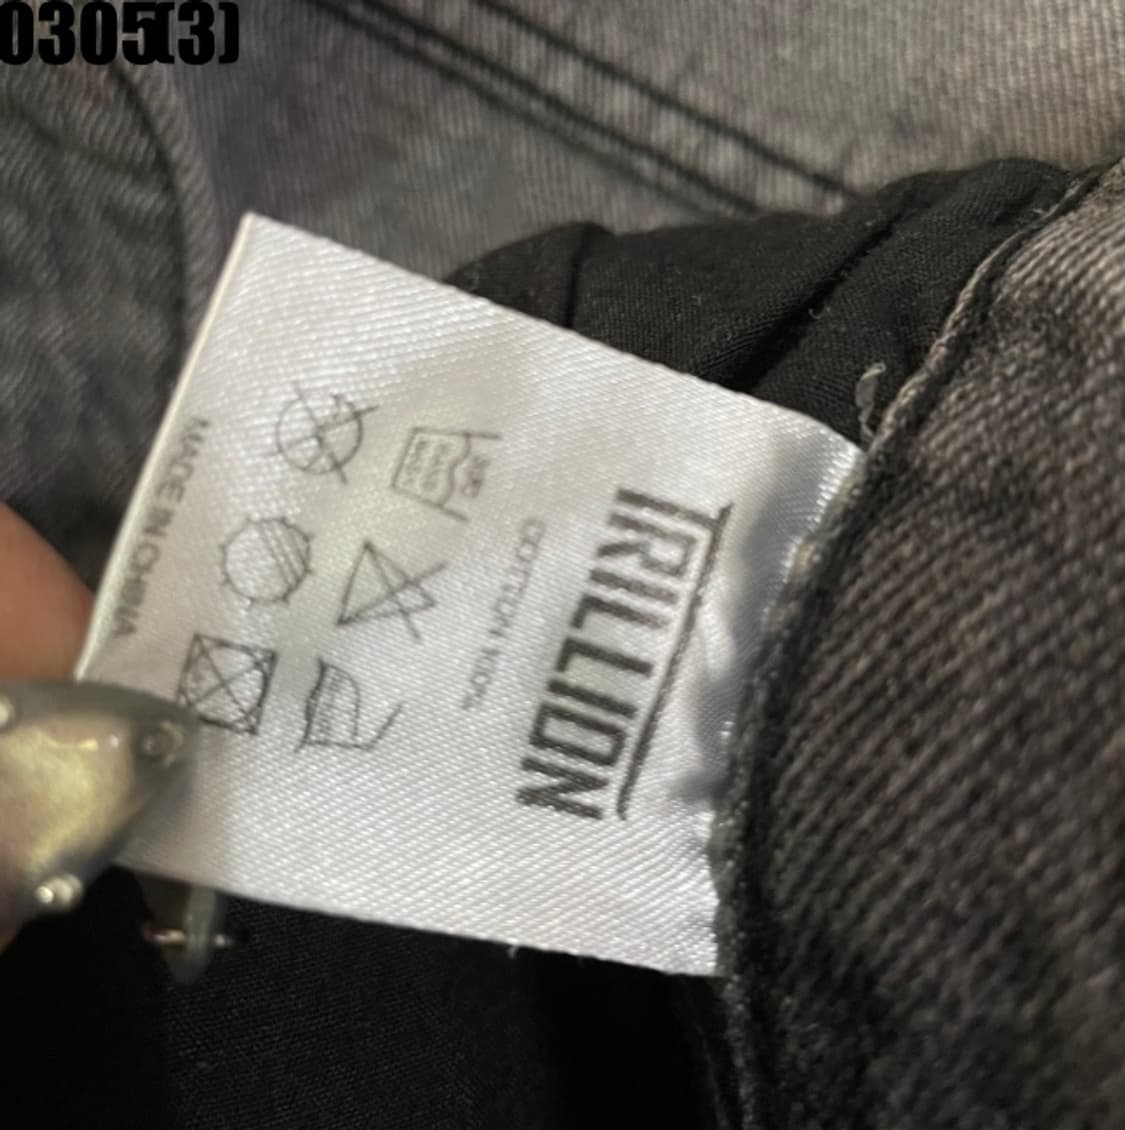 0305(3)
TRILLION
COTTON 100%
MADE IN CHINA